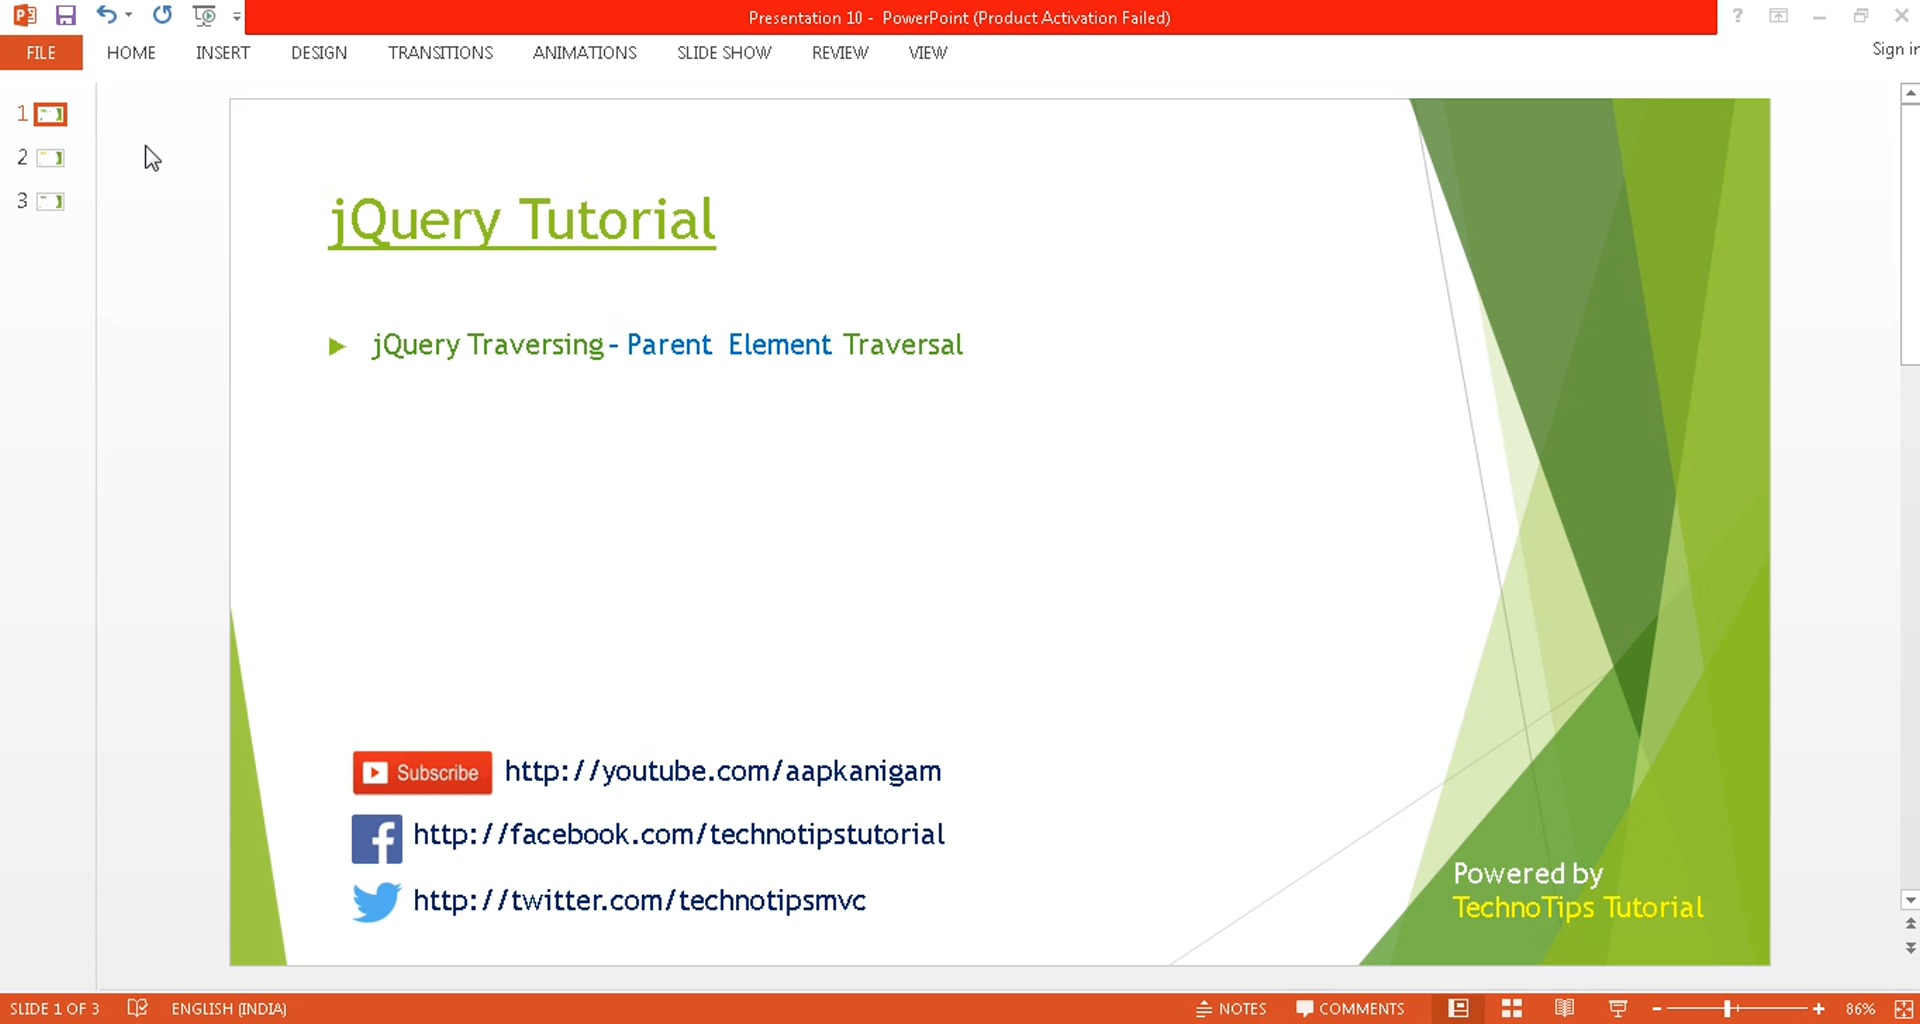 Presentation 10 - PowerPoint (Product Activation Failed)
?
FILE HOME INSERT DESIGN TRANSITIONS ANIMATIONS SLIDE SHOW REVIEW VIEW Sign in
1
2
3
jQuery Tutorial
jQuery Traversing - Parent Element Traversal
Subscribe http://youtube.com/aapkanigam
http://facebook.com/technotipstutorial
http://twitter.com/technotipsmvc
Powered by
TechnoTips Tutorial
SLIDE 1 OF 3 ENGLISH (INDIA) NOTES COMMENTS 86%